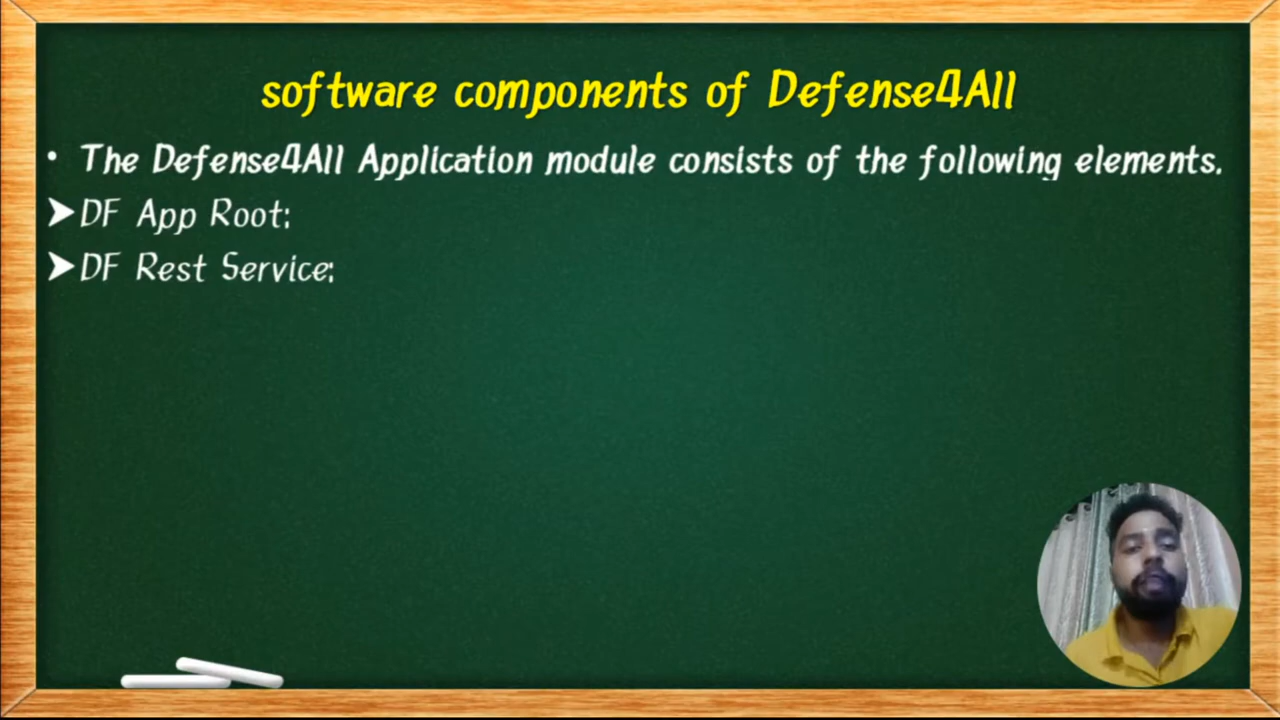 software components of Defense4All
• The Defense4All Application module consists of the following elements.
➤DF App Root:
➤DF Rest Service: